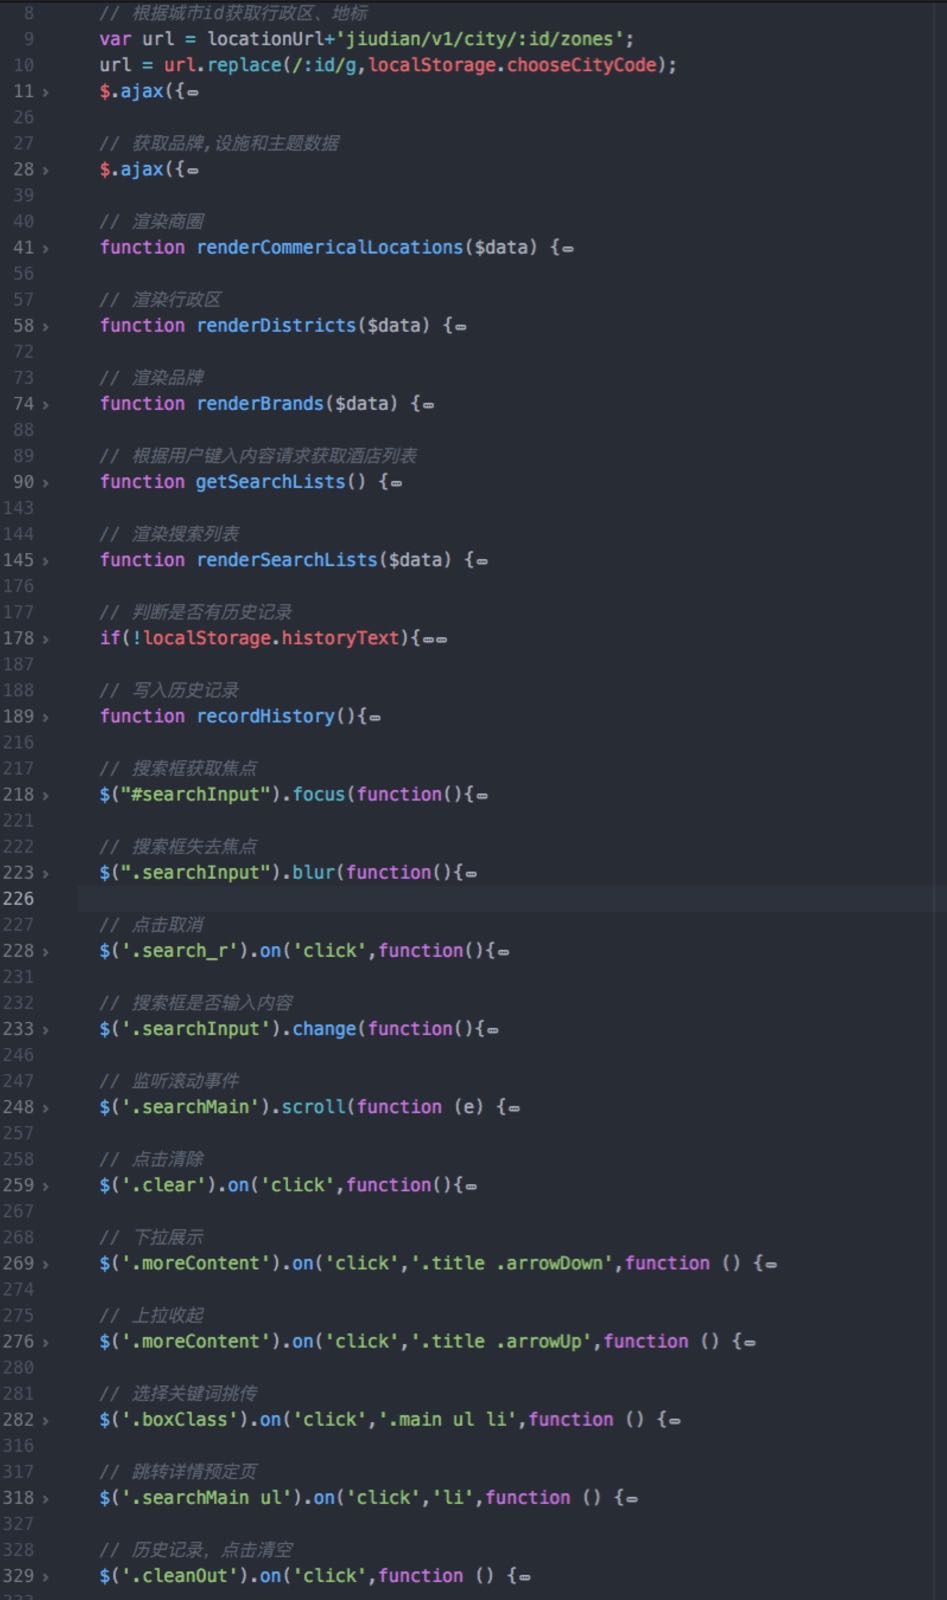 8 // 根据城市id获取行政区、地标
9 var url = locationUrl+'jiudian/v1/city/:id/zones';
10 url = url.replace(/:id/g,localStorage.chooseCityCode);
11 $.ajax({
26
27 // 获取品牌,设施和主题数据
28 $.ajax({
39
40 // 渲染商圈
41 function renderCommericalLocations($data) {
56
57 // 渲染行政区
58 function renderDistricts($data) {
72
73 // 渲染品牌
74 function renderBrands($data) {
88
89 // 根据用户键入内容请求获取酒店列表
90 function getSearchLists() {
143
144 // 渲染搜索列表
145 function renderSearchLists($data) {
176
177 // 判断是否有历史记录
178 if(!localStorage.historyText){
187
188 // 写入历史记录
189 function recordHistory(){
216
217 // 搜索框获取焦点
218 $("#searchInput").focus(function(){
221
222 // 搜索框失去焦点
223 $(".searchInput").blur(function(){
226
227 // 点击取消
228 $('.search_r').on('click',function(){
231
232 // 搜索框是否输入内容
233 $('.searchInput').change(function(){
246
247 // 监听滚动事件
248 $('.searchMain').scroll(function (e) {
257
258 // 点击清除
259 $('.clear').on('click',function(){
267
268 // 下拉展示
269 $('.moreContent').on('click','.title .arrowDown',function () {
274
275 // 上拉收起
276 $('.moreContent').on('click','.title .arrowUp',function () {
280
281 // 选择关键词挑传
282 $('.boxClass').on('click','.main ul li',function () {
316
317 // 跳转详情预定页
318 $('.searchMain ul').on('click','li',function () {
327
328 // 历史记录, 点击清空
329 $('.cleanOut').on('click',function () {